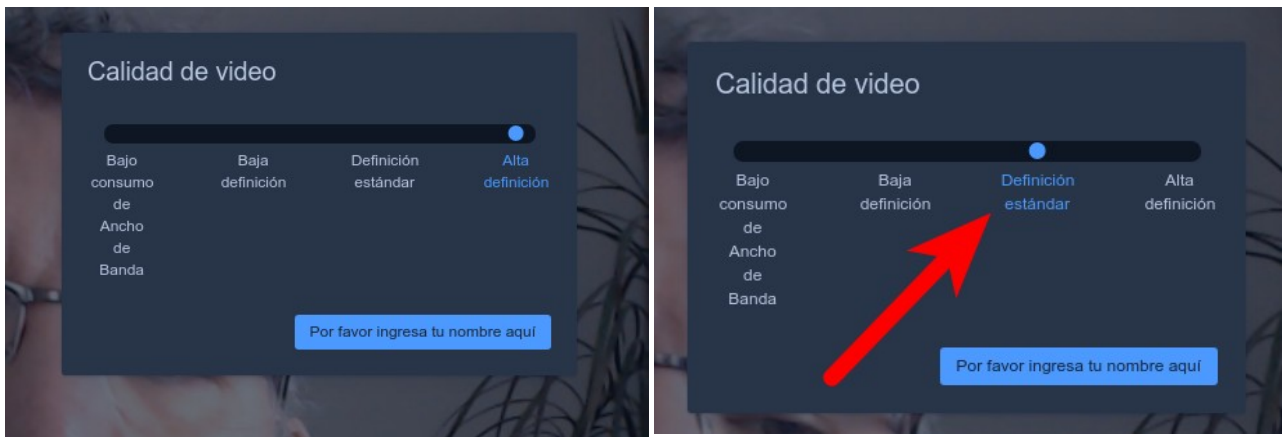 Calidad de video
Bajo
consumo
de
Ancho
de
Banda
Baja
definición
Definición
estándar
Alta
definición
Por favor ingresa tu nombre aquí
Calidad de video
Bajo
consumo
de
Ancho
de
Banda
Baja
definición
Definición
estándar
Alta
definición
Por favor ingresa tu nombre aquí